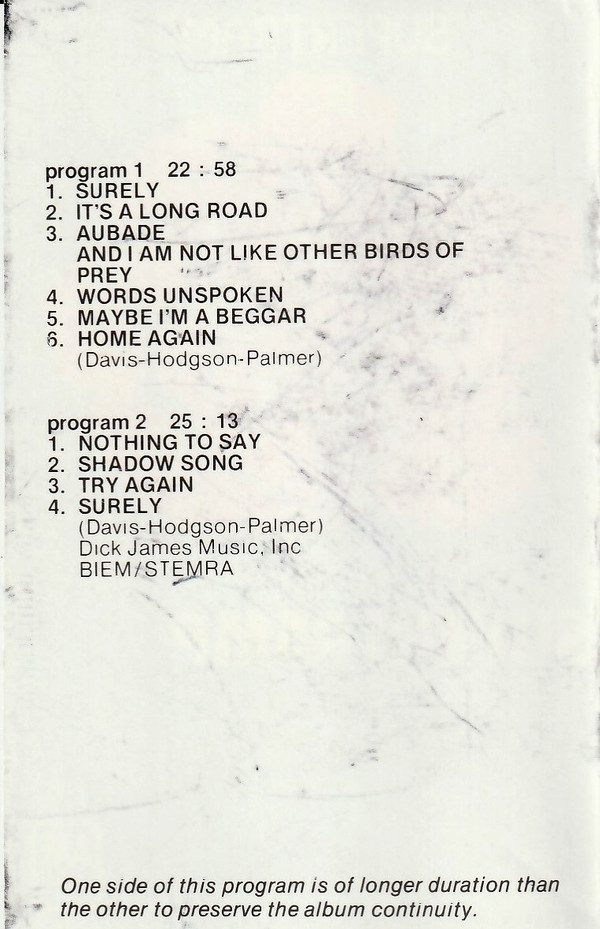 program 1 22 : 58
1. SURELY
2. IT'S A LONG ROAD
3. AUBADE
AND I AM NOT LIKE OTHER BIRDS OF
PREY
4. WORDS UNSPOKEN
5. MAYBE I'M A BEGGAR
6. HOME AGAIN
(Davis-Hodgson-Palmer)
program 2 25 : 13
1. NOTHING TO SAY
2. SHADOW SONG
3. TRY AGAIN
4. SURELY
(Davis-Hodgson-Palmer)
Dick James Music, Inc
BIEM/STEMRA
One side of this program is of longer duration than
the other to preserve the album continuity.